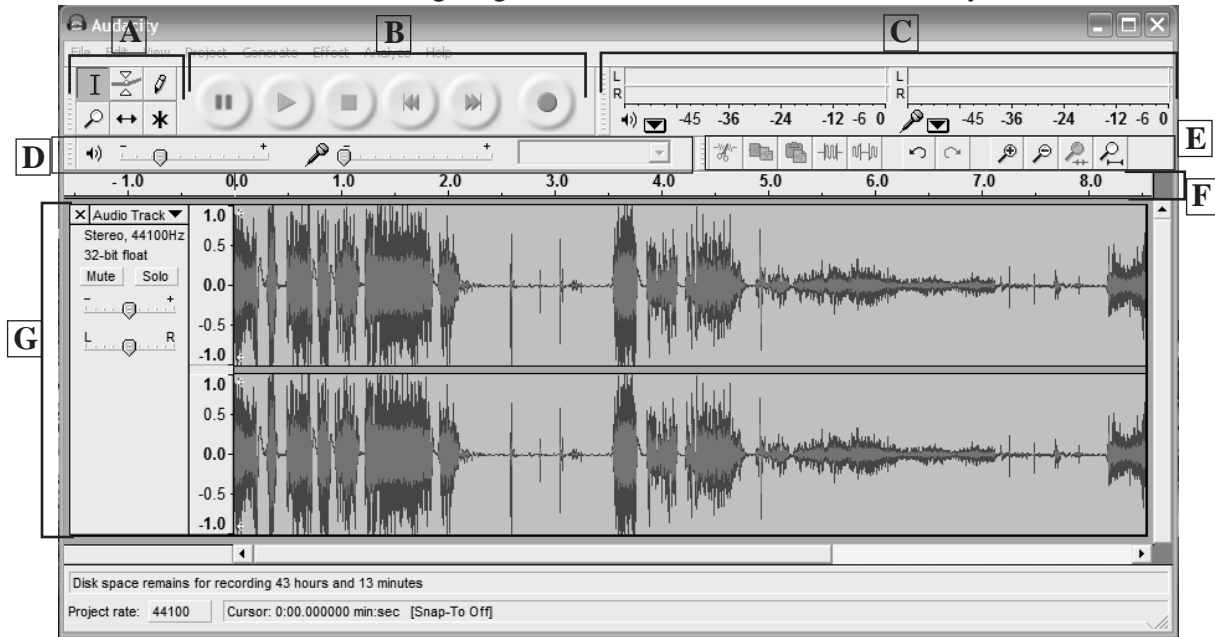 Audacity
A B C
File Edit View Project Generate Effect Analyze Help
L L
R R
-45 -36 -24 -12 -6 0 -45 -36 -24 -12 -6 0
D - + - + E
- 1.0 0.0 1.0 2.0 3.0 4.0 5.0 6.0 7.0 8.0
F
Audio Track 1.0
Stereo, 44100Hz
32-bit float 0.5
Mute Solo 0.0
- +
L R -0.5
G -1.0
1.0
0.5
0.0
-0.5
-1.0
Disk space remains for recording 43 hours and 13 minutes
Project rate: 44100 Cursor: 0:00.000000 min:sec [Snap-To Off]